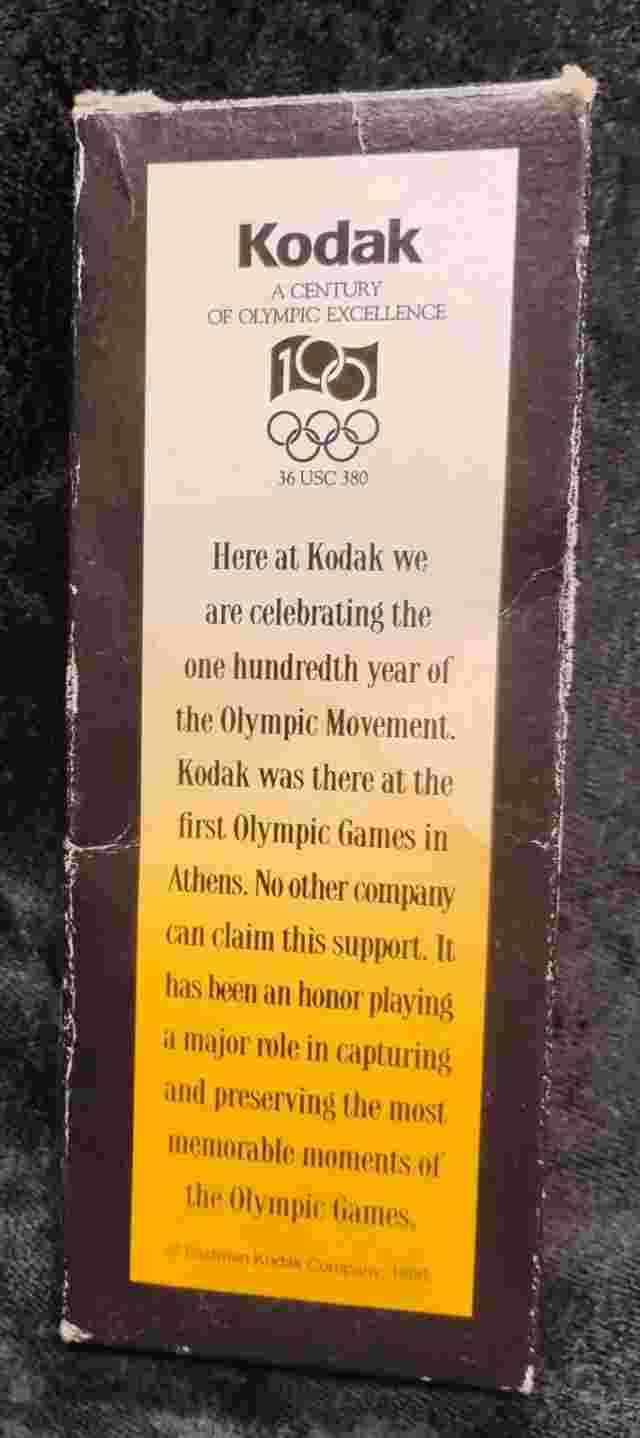 Kodak
A CENTURY
OF OLYMPIC EXCELLENCE
100
36 USC 380
Here at Kodak we
are celebrating the
one hundredth year of
the Olympic Movement.
Kodak was there at the
first Olympic Games in
Athens. No other company
can claim this support. It
has been an honor playing
a major role in capturing
and preserving the most
memorable moments of
the Olympic Games.
© Eastman Kodak Company,